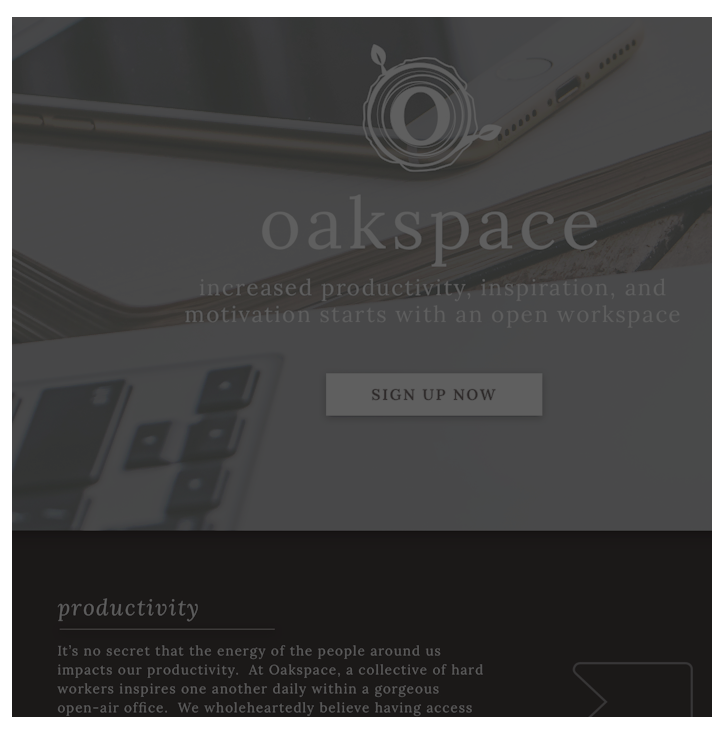 o
oakspace
increased productivity, inspiration, and
motivation starts with an open workspace
SIGN UP NOW
productivity
It's no secret that the energy of the people around us
impacts our productivity. At Oakspace, a collective of hard
workers inspires one another daily within a gorgeous
open-air office. We wholeheartedly believe having access